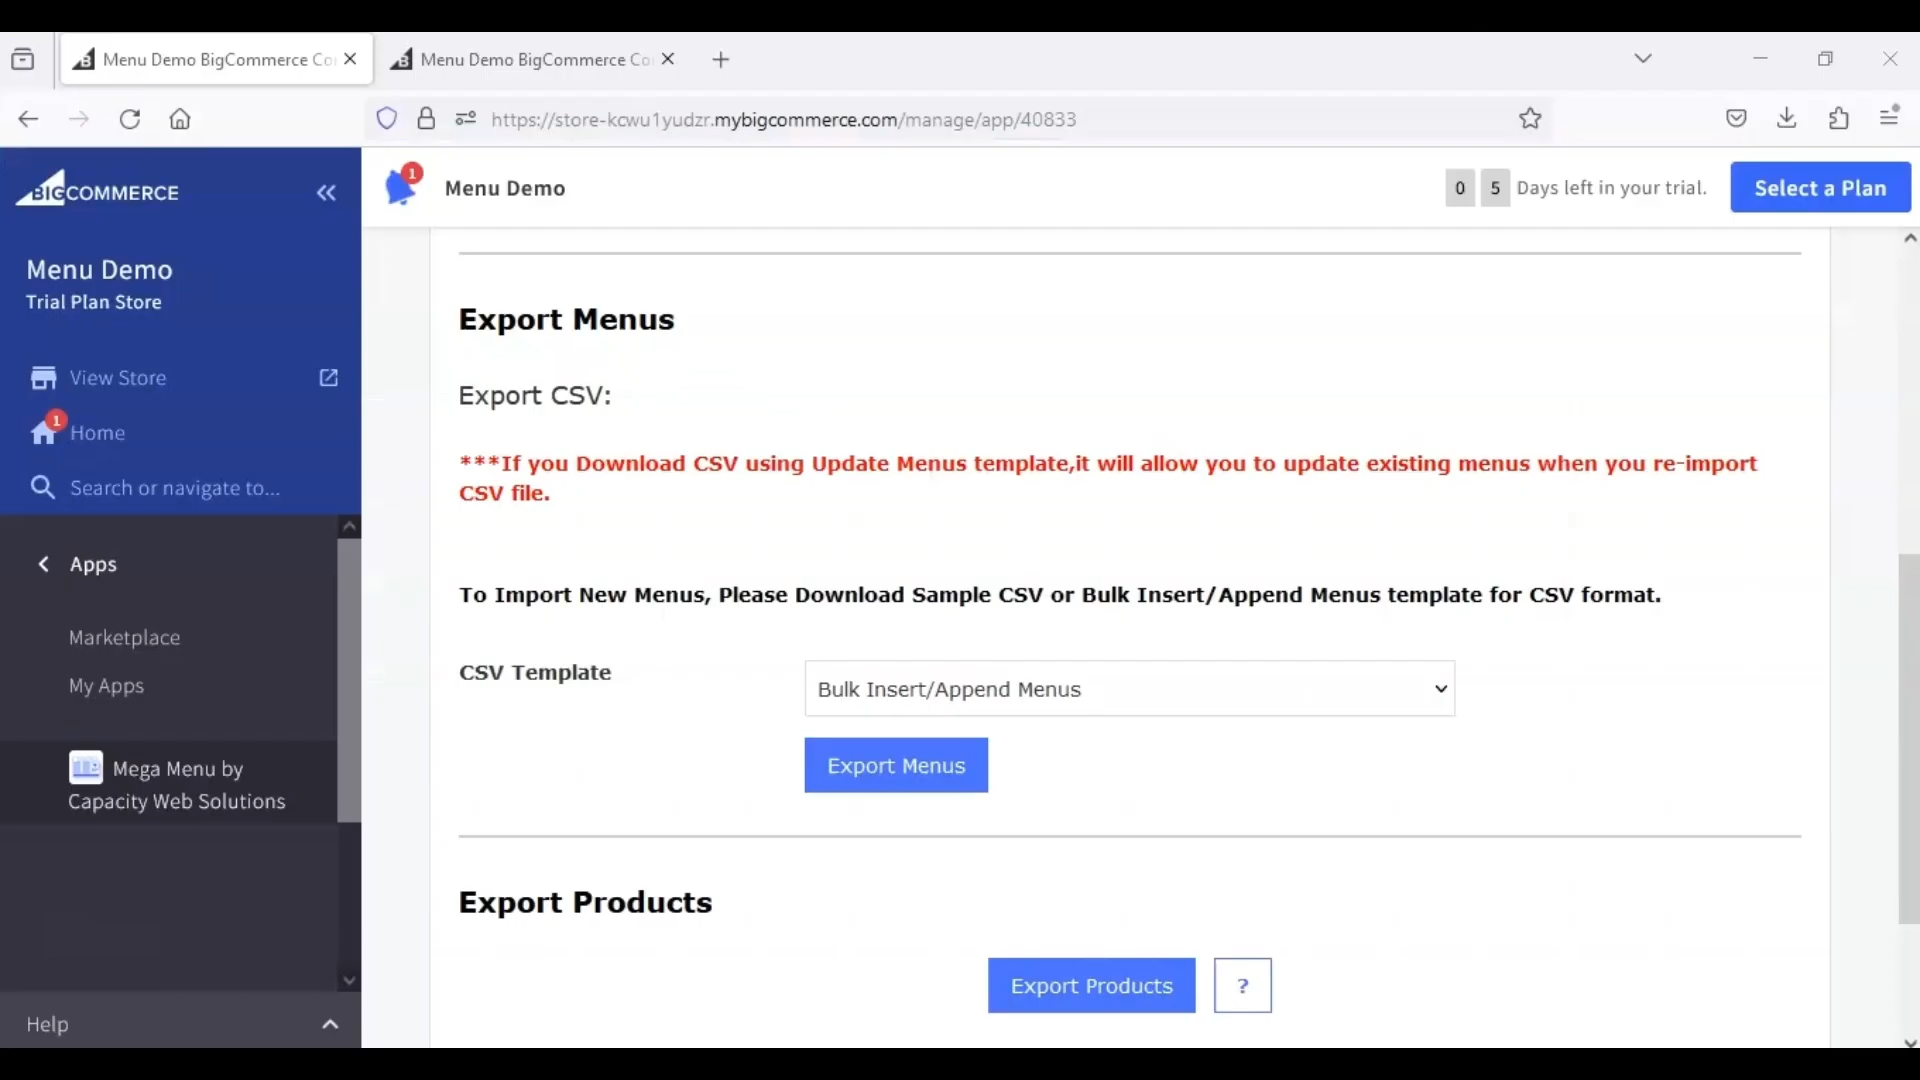 Menu Demo BigCommerce Co
Menu Demo BigCommerce Co
https://store-kcwu1yudzr.mybigcommerce.com/manage/app/40833
BIGCOMMERCE
1
Menu Demo
0 5 Days left in your trial.
Select a Plan
Menu Demo
Trial Plan Store
View Store
1
Home
Search or navigate to...
Apps
Marketplace
My Apps
Mega Menu by
Capacity Web Solutions
Help
Export Menus
Export CSV:
***If you Download CSV using Update Menus template,it will allow you to update existing menus when you re-import
CSV file.
To Import New Menus, Please Download Sample CSV or Bulk Insert/Append Menus template for CSV format.
CSV Template
Bulk Insert/Append Menus
Export Menus
Export Products
Export Products
?